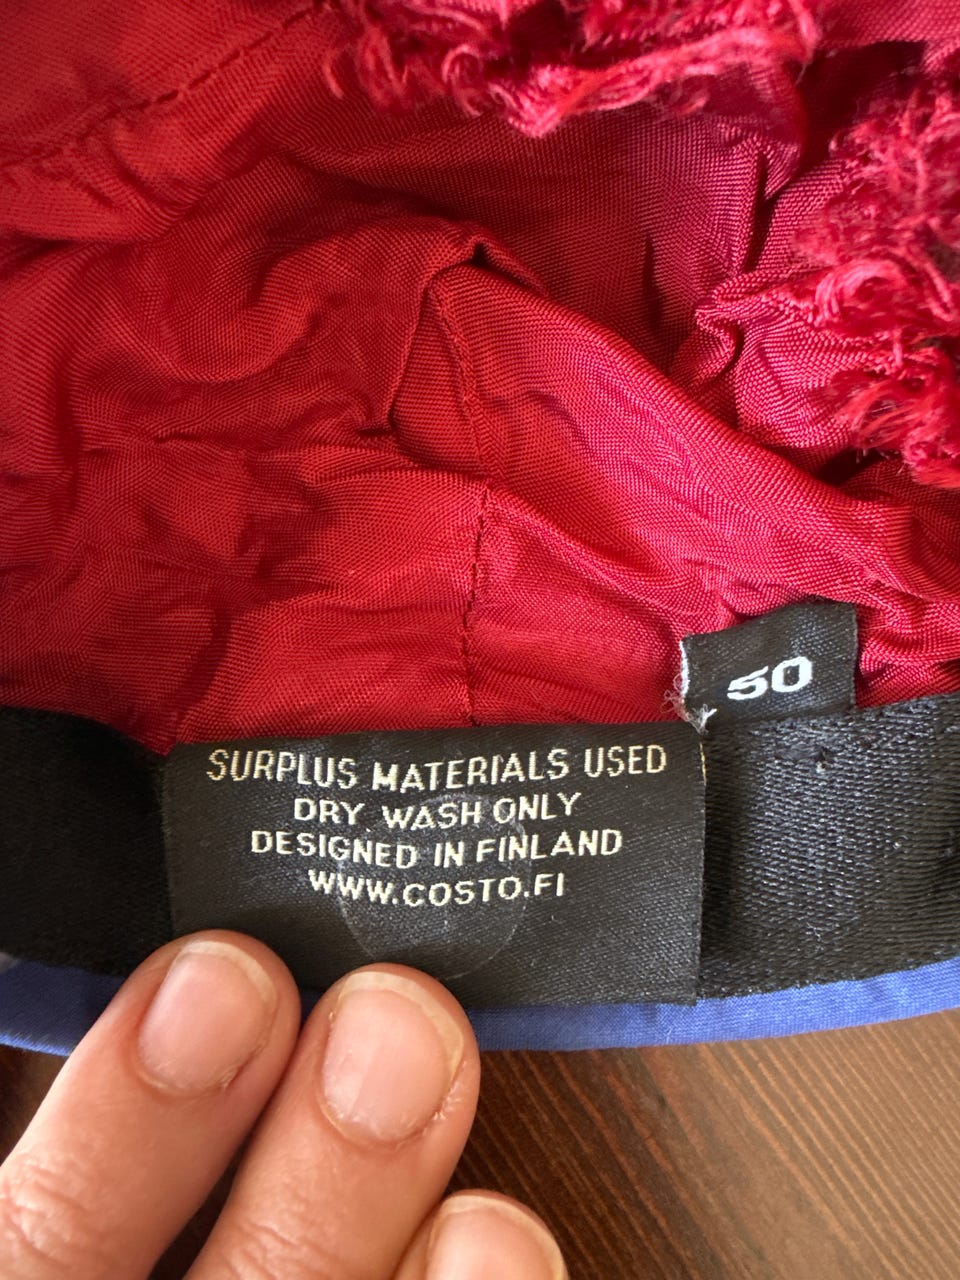 50
SURPLUS MATERIALS USED
DRY WASH ONLY
DESIGNED IN FINLAND
WWW.COSTO.FI